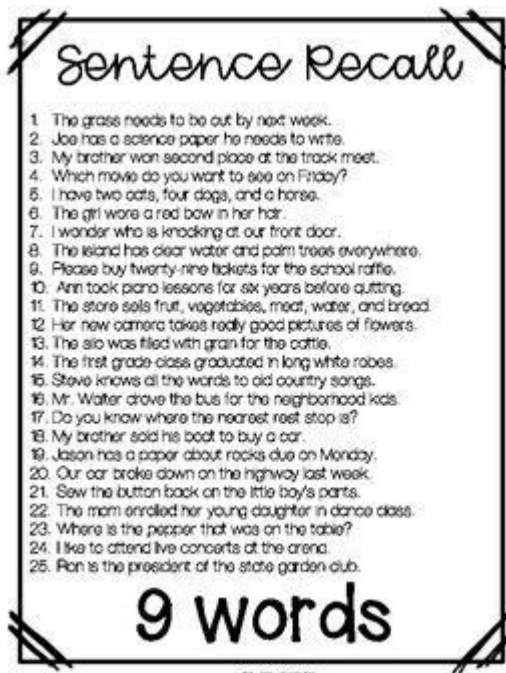 Sentence Recall
1. The grass needs to be cut by next week.
2. Joe has a science paper he needs to write.
3. My brother won second place at the track meet.
4. Which movie do you want to see on Friday?
5. I have two cats, four dogs, and a horse.
6. The girl wore a red bow in her hair.
7. I wonder who is knocking at our front door.
8. The island has clear water and palm trees everywhere.
9. Please buy twenty-nine tickets for the school raffle.
10. Ann took piano lessons for six years before quitting.
11. The store sells fruit, vegetables, meat, water, and bread.
12. Her new camera takes really good pictures of flowers.
13. The silo was filled with grain for the cattle.
14. The first grade class graduated in long white robes.
15. Steve knows all the words to old country songs.
16. Mr. Walter drove the bus for the neighborhood kids.
17. Do you know where the nearest rest stop is?
18. My brother sold his boat to buy a car.
19. Jason has a paper about rocks due on Monday.
20. Our car broke down on the highway last week.
21. Sew the button back on the little boy's pants.
22. The mom enrolled her young daughter in dance class.
23. Where is the pepper that was on the table?
24. I like to attend live concerts at the arena.
25. Ron is the president of the state garden club.
9 words